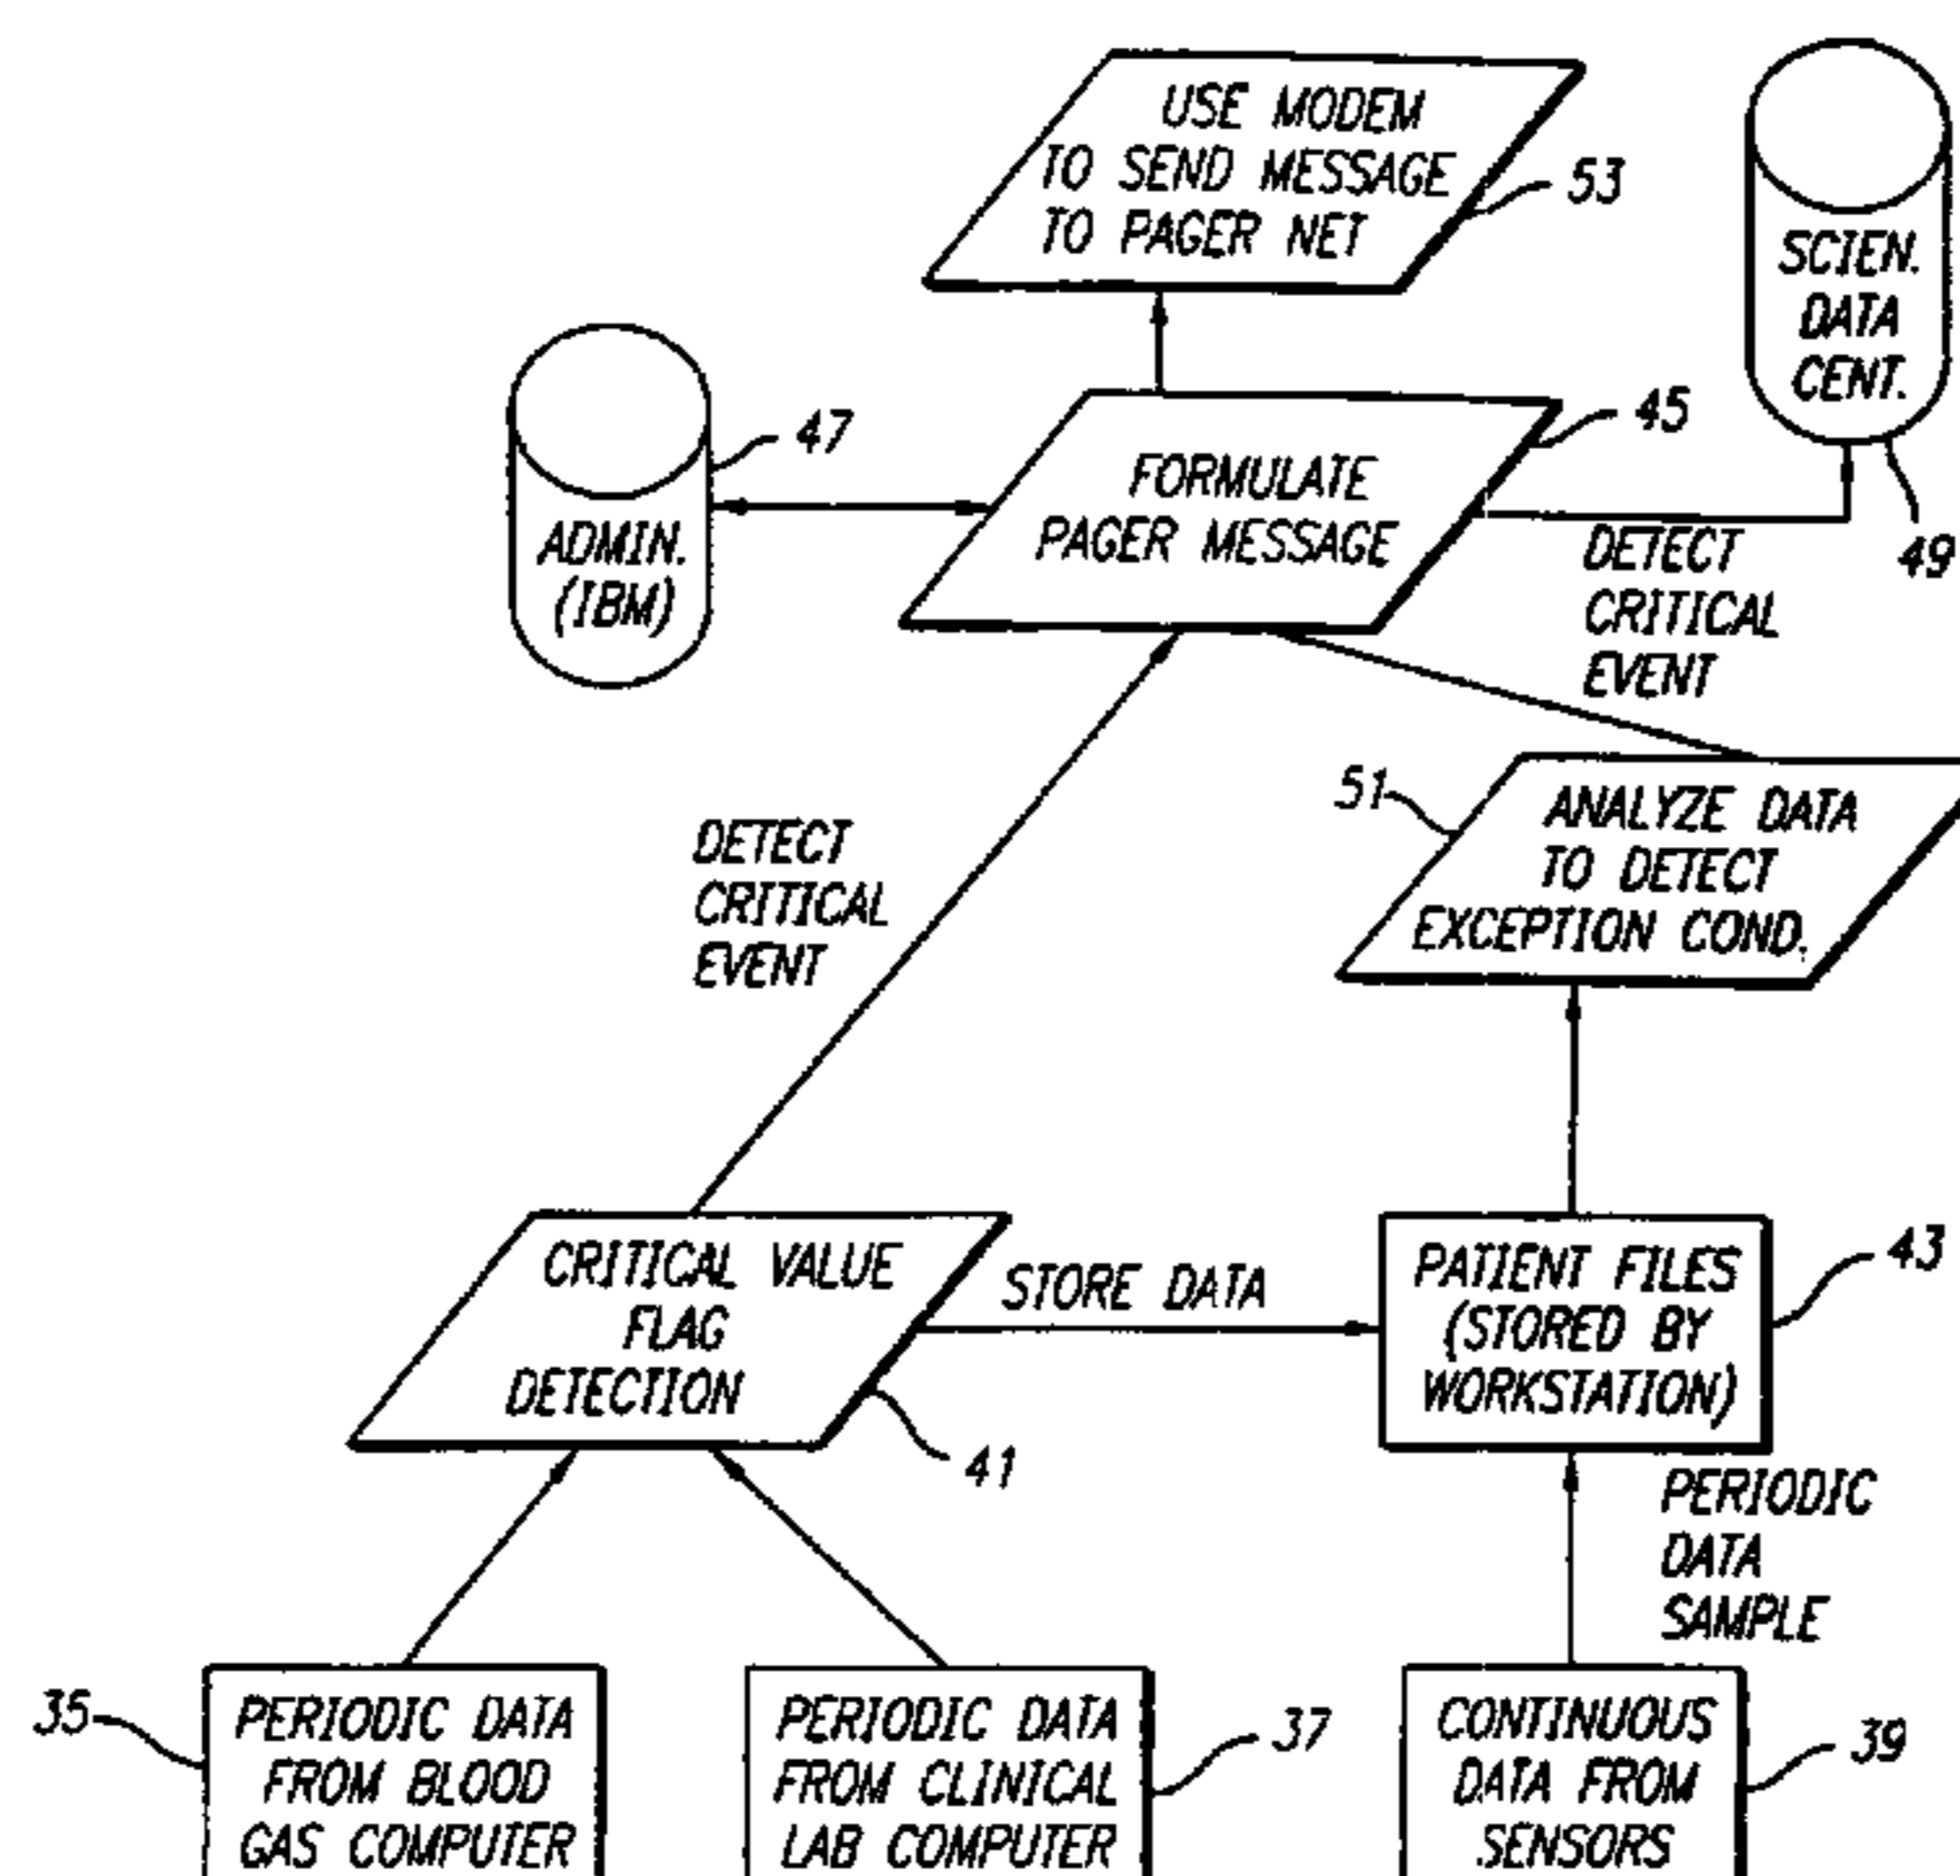 USE MODEM
TO SEND MESSAGE
TO PAGER NET
53
SCIEN.
DATA
CENT.
49
47
ADMIN.
(IBM)
45
FORMULATE
PAGER MESSAGE
DETECT
CRITICAL
EVENT
51
ANALYZE DATA
TO DETECT
EXCEPTION COND.
DETECT
CRITICAL
EVENT
CRITICAL VALUE
FLAG
DETECTION
41
STORE DATA
PATIENT FILES
(STORED BY
WORKSTATION)
43
PERIODIC
DATA
SAMPLE
35
PERIODIC DATA
FROM BLOOD
GAS COMPUTER
PERIODIC DATA
FROM CLINICAL
LAB COMPUTER
37
CONTINUOUS
DATA FROM
SENSORS
39